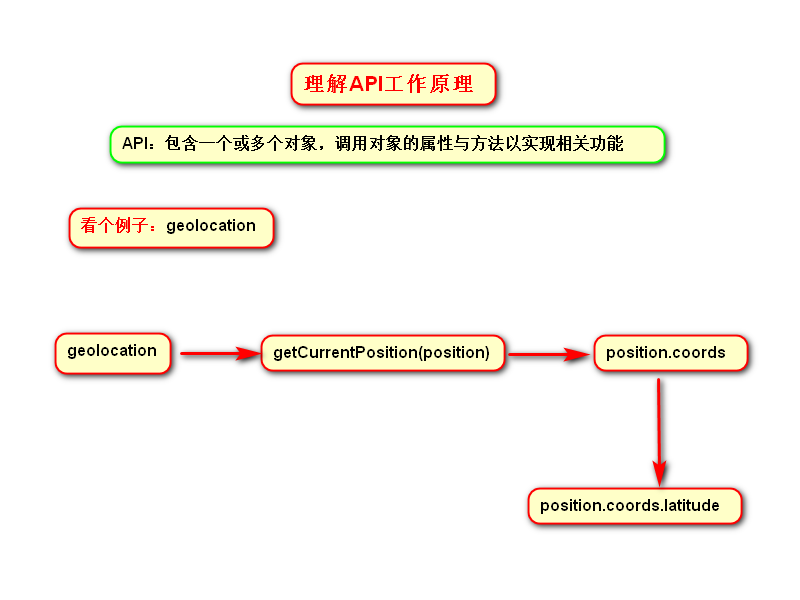 理解API工作原理
API：包含一个或多个对象，调用对象的属性与方法以实现相关功能
看个例子：geolocation
geolocation
getCurrentPosition(position)
position.coords
position.coords.latitude